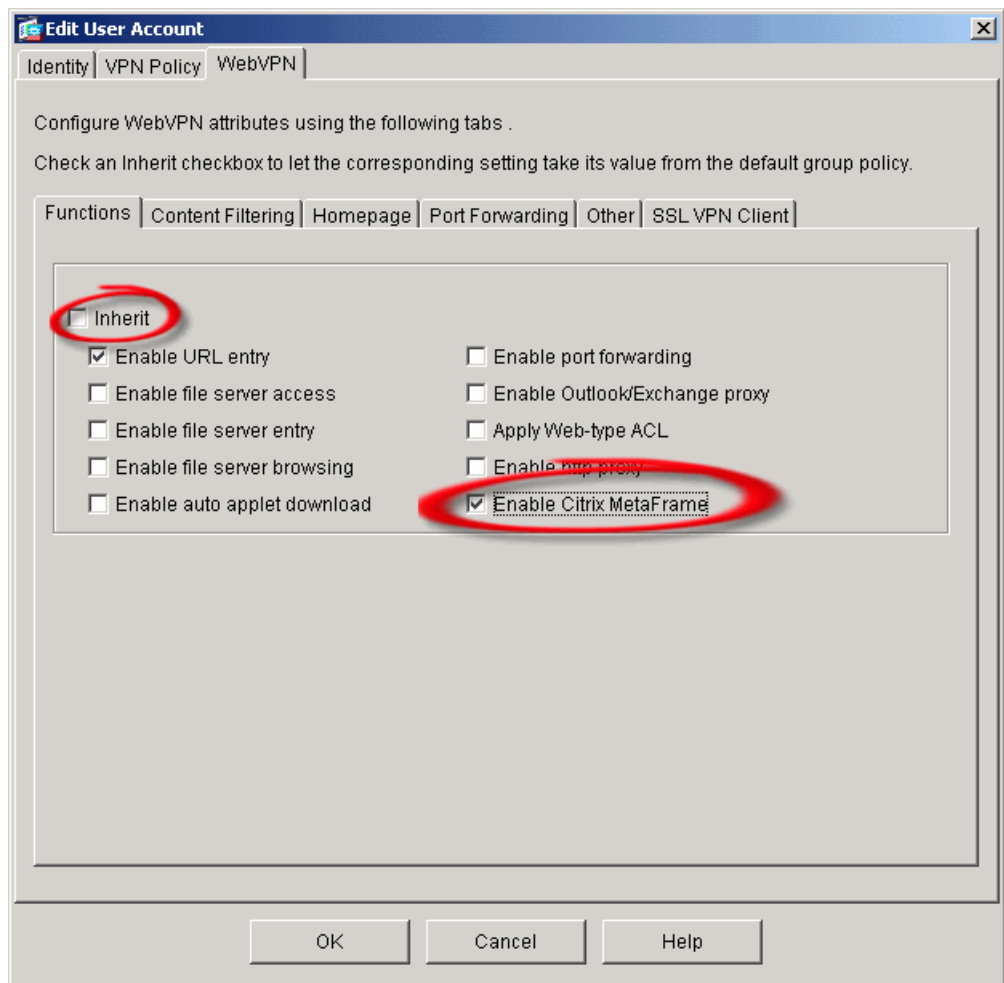 Edit User Account
Identity VPN Policy WebVPN
Configure WebVPN attributes using the following tabs .
Check an Inherit checkbox to let the corresponding setting take its value from the default group policy.
Functions Content Filtering Homepage Port Forwarding Other SSL VPN Client
Inherit
Enable URL entry Enable port forwarding
Enable file server access Enable Outlook/Exchange proxy
Enable file server entry Apply Web-type ACL
Enable file server browsing Enable http proxy
Enable auto applet download Enable Citrix MetaFrame
OK Cancel Help